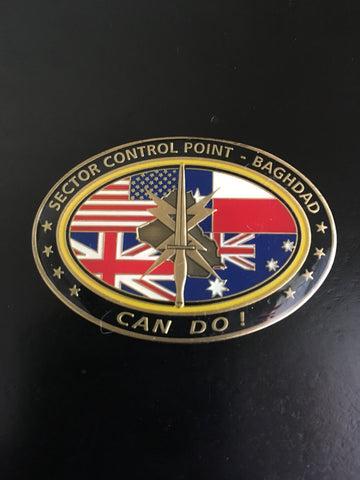 SECTOR CONTROL POINT - BAGHDAD
CAN DO!